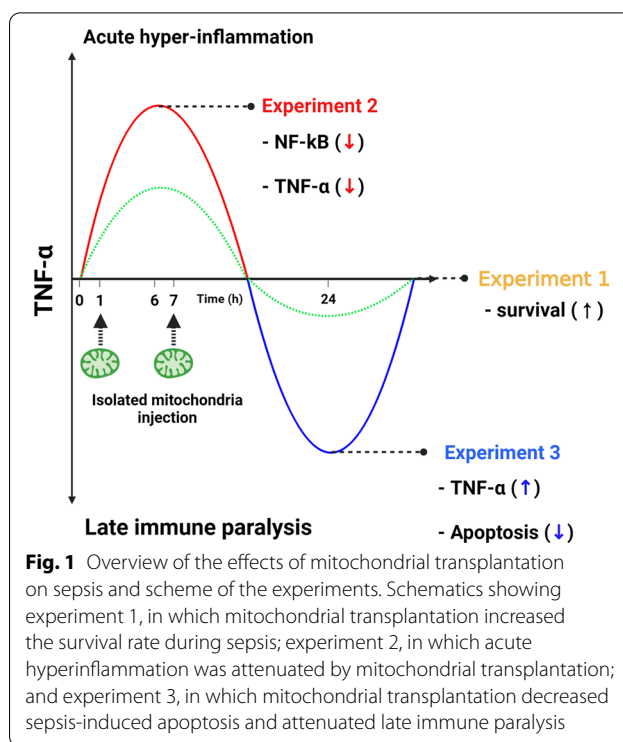 Acute hyper-inflammation
Experiment 2
- NF-kB (↓)
- TNF-α (↓)
TNF-α
0 1 6 7 Time (h) 24
Experiment 1
- survival (↑)
Isolated mitochondria
injection
Experiment 3
- TNF-α (↑)
- Apoptosis (↓)
Late immune paralysis
Fig. 1 Overview of the effects of mitochondrial transplantation
on sepsis and scheme of the experiments. Schematics showing
experiment 1, in which mitochondrial transplantation increased
the survival rate during sepsis; experiment 2, in which acute
hyperinflammation was attenuated by mitochondrial transplantation;
and experiment 3, in which mitochondrial transplantation decreased
sepsis-induced apoptosis and attenuated late immune paralysis